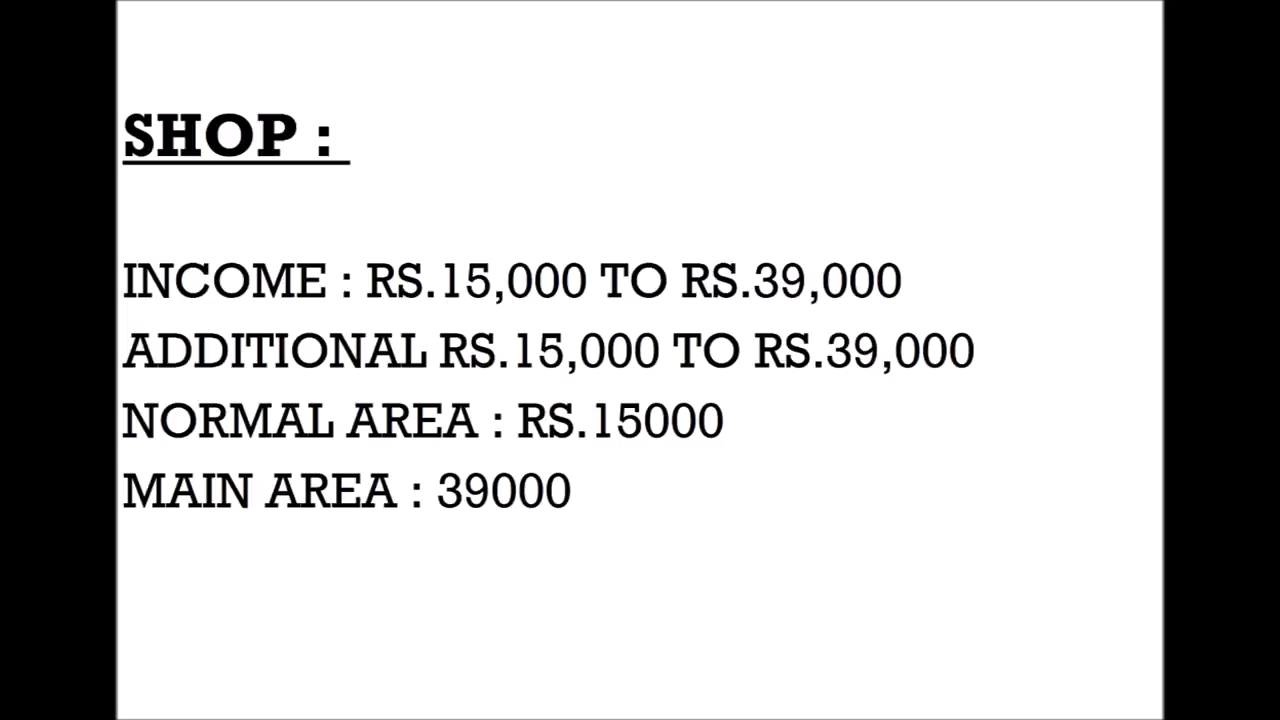 SHOP :
INCOME : RS.15,000 TO RS.39,000
ADDITIONAL RS.15,000 TO RS.39,000
NORMAL AREA : RS.15000
MAIN AREA : 39000